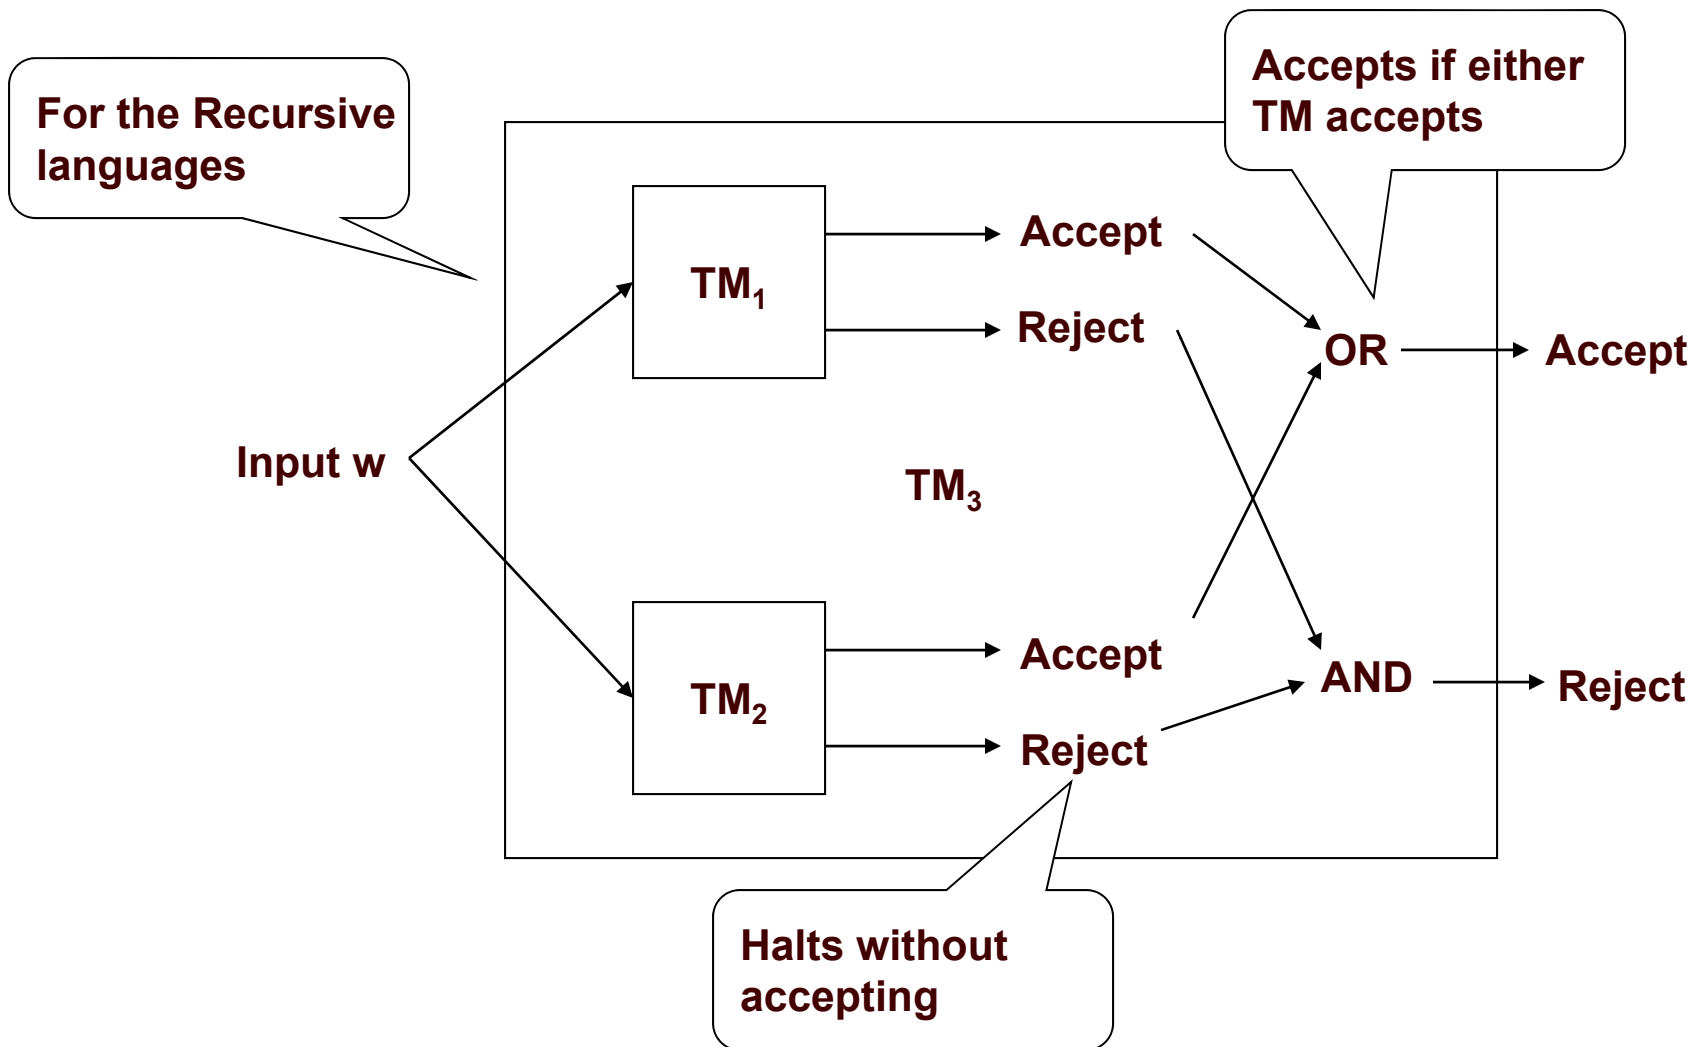 For the Recursive
languages
Accepts if either
TM accepts
TM₁
Accept
Reject
OR
Accept
Input w
TM₃
TM₂
Accept
Reject
AND
Reject
Halts without
accepting